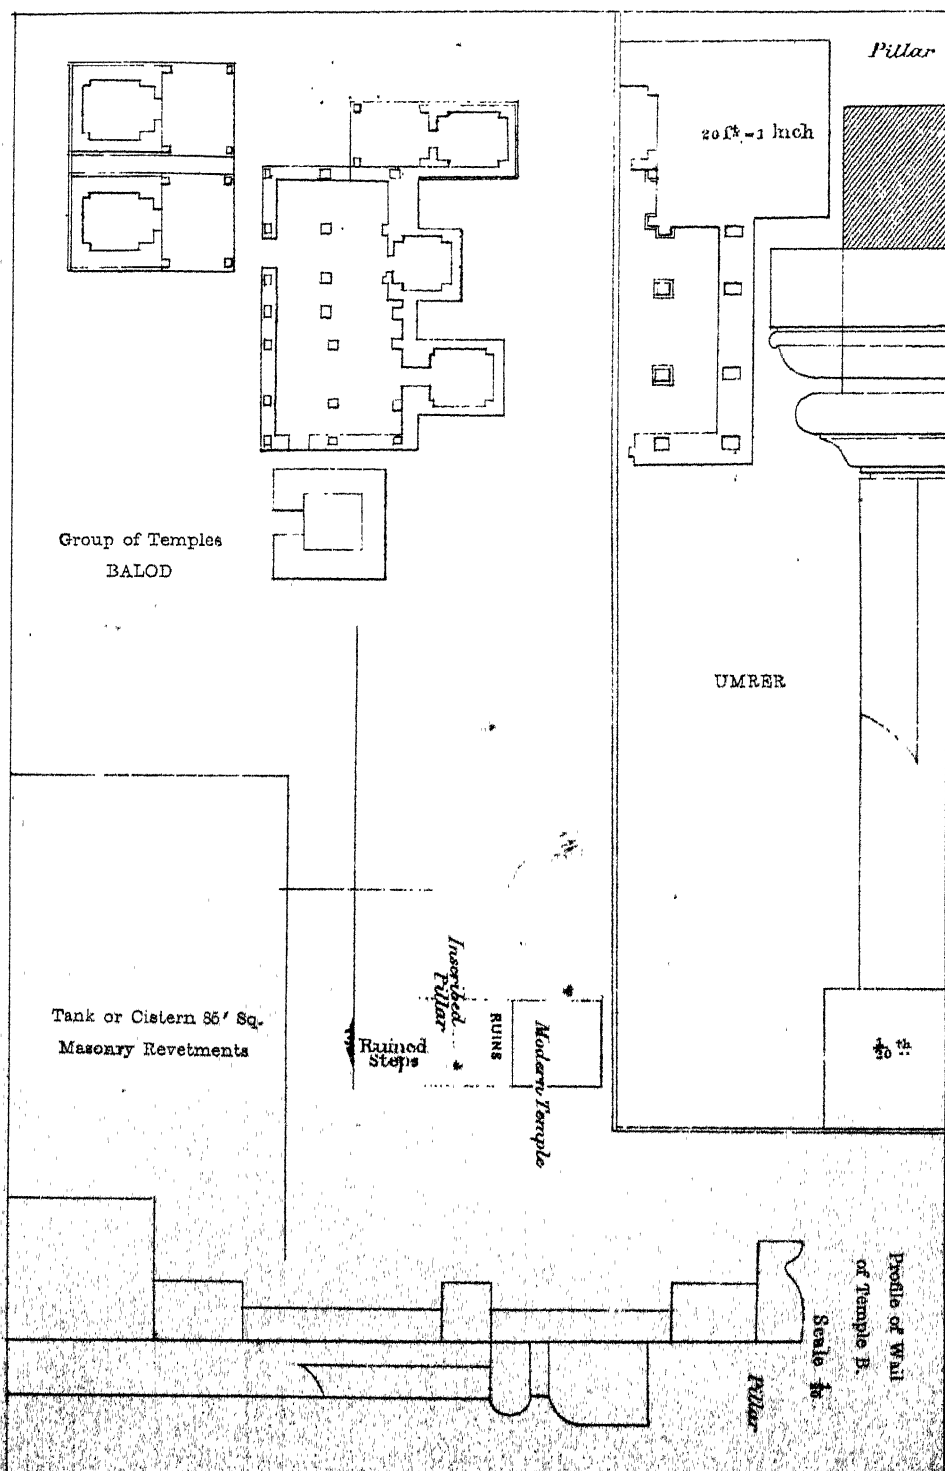 Pillar
20 ft = 1 Inch
Group of Temples
BALOD
UMRER
Tank or Cistern 85' Sq.
Masonry Revetments
Inscribed
Pillar
Ruined
Steps
RUINS
Modern Temple
1/20 th
Profile of Wall
of Temple B.
Scale
Pillar